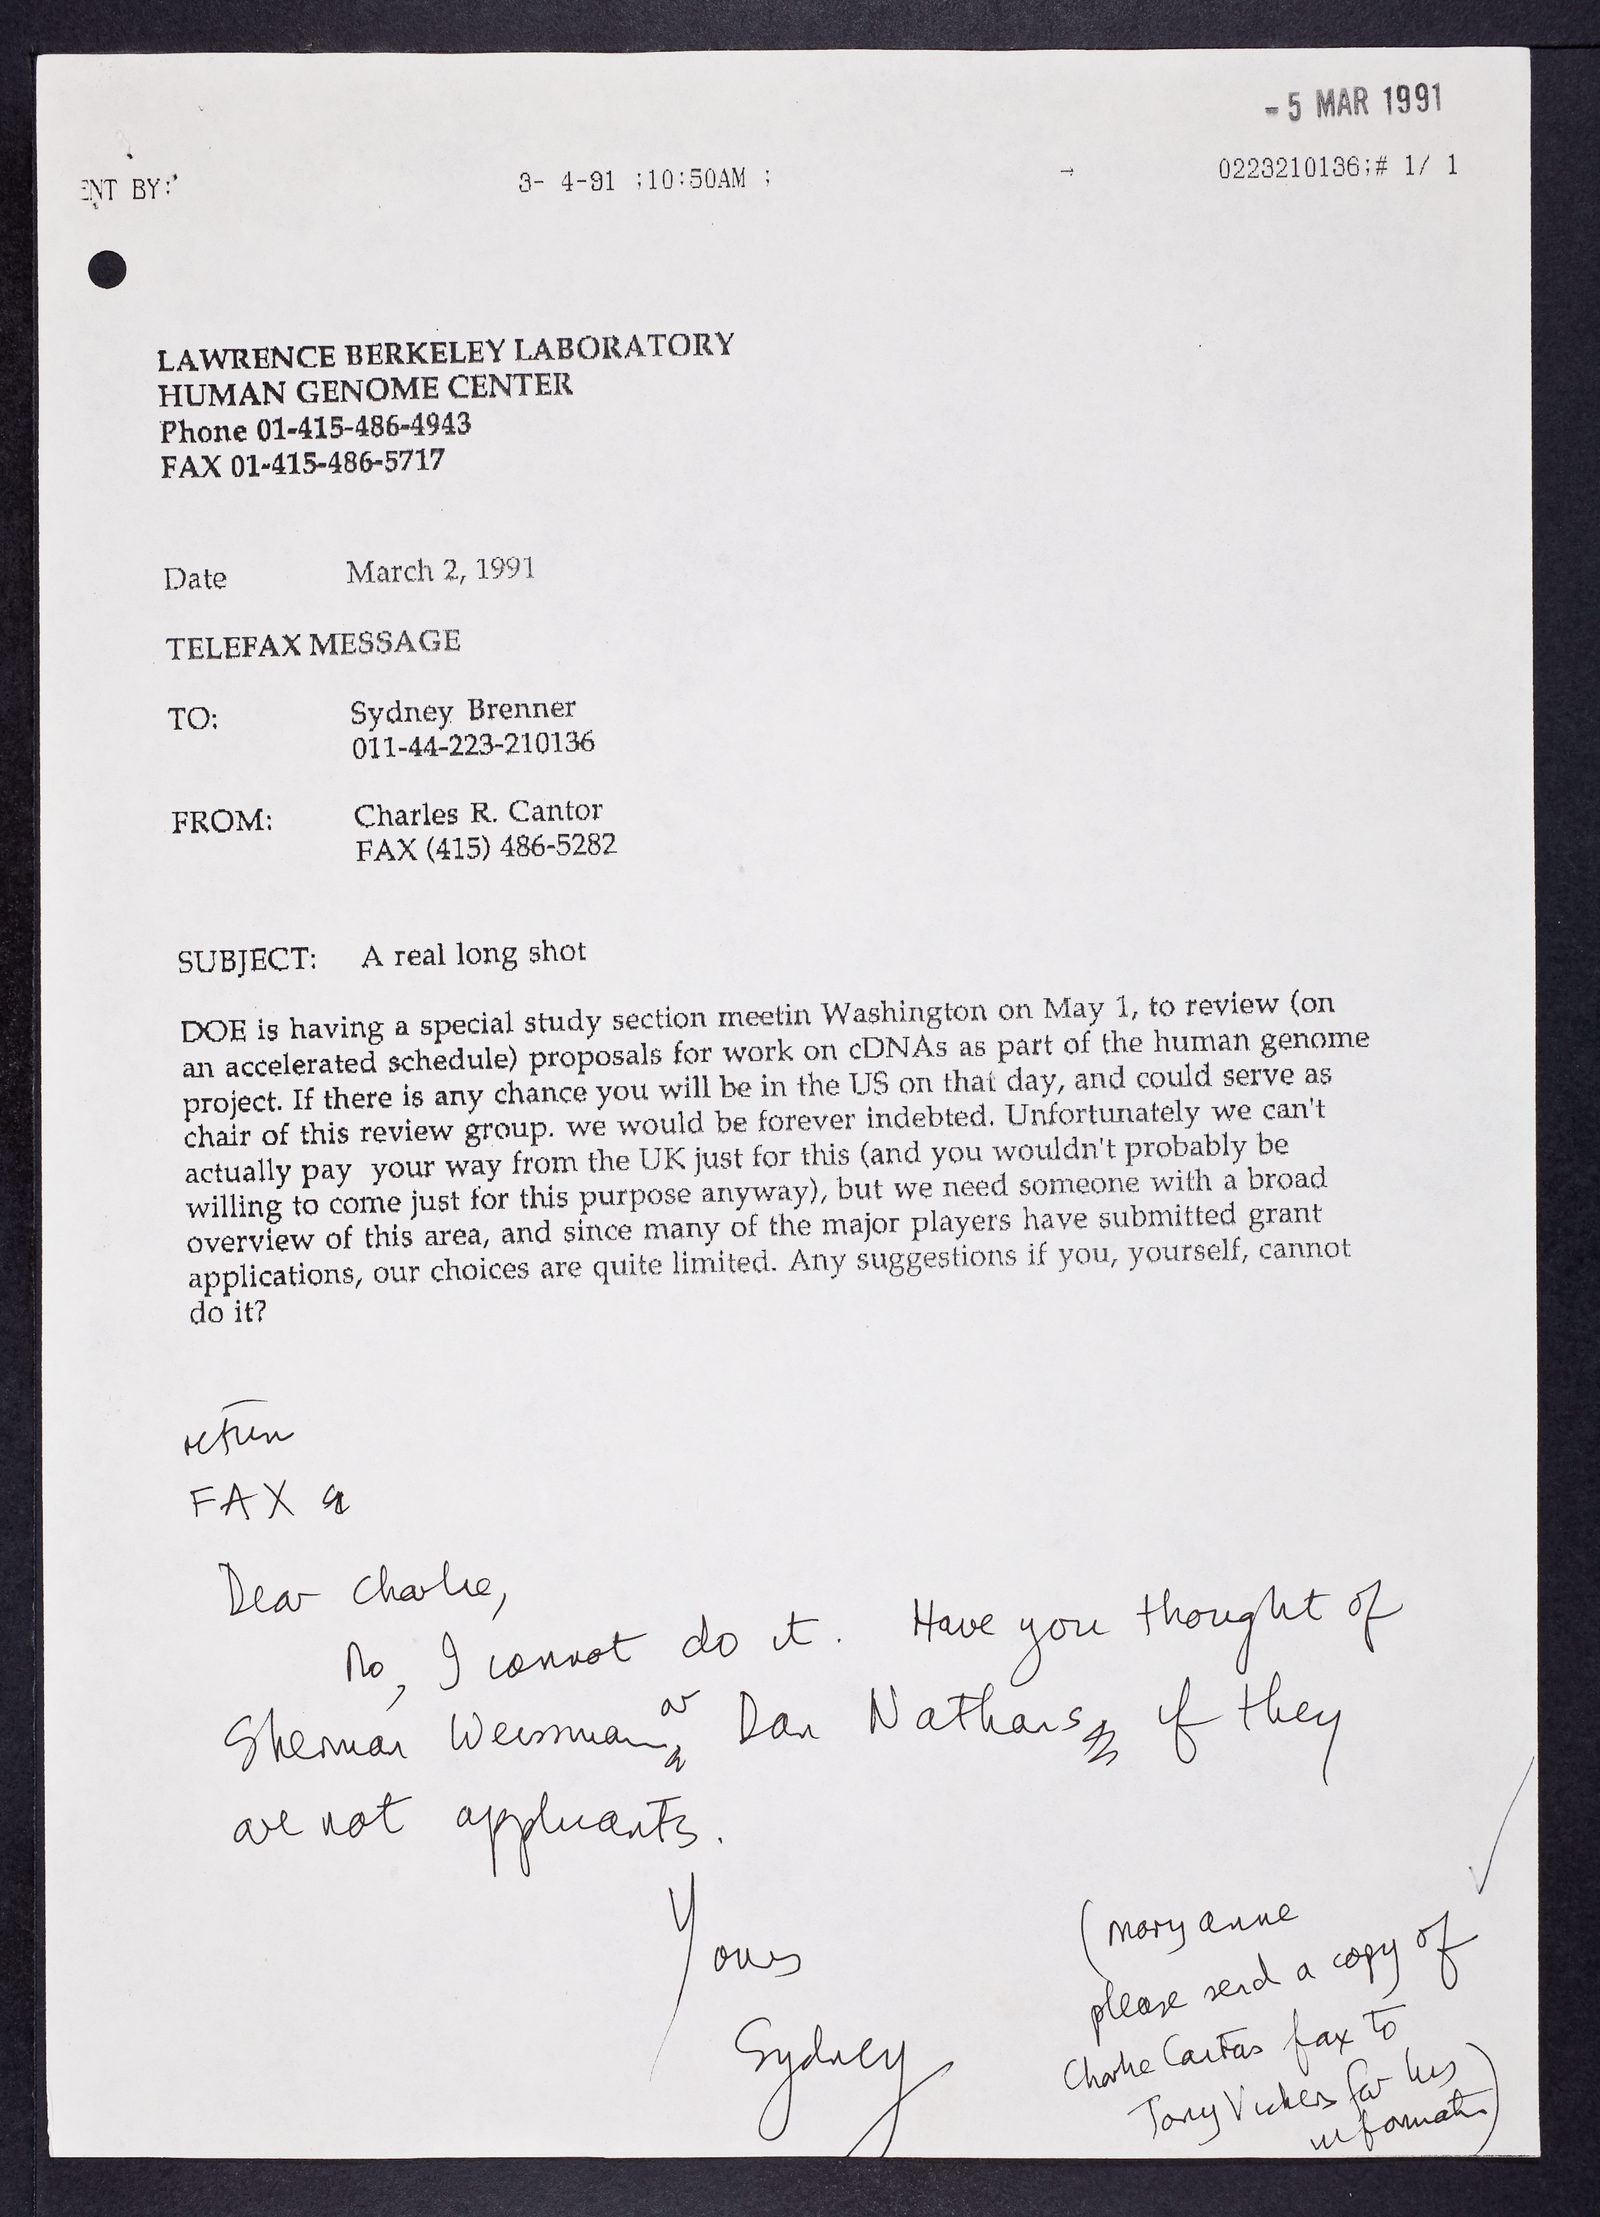 - 5 MAR 1991
ENT BY: 3- 4-91 ;10:50AM ; → 0223210136;# 1/ 1
LAWRENCE BERKELEY LABORATORY
HUMAN GENOME CENTER
Phone 01-415-486-4943
FAX 01-415-486-5717
Date March 2, 1991
TELEFAX MESSAGE
TO: Sydney Brenner
011-44-223-210136
FROM: Charles R. Cantor
FAX (415) 486-5282
SUBJECT: A real long shot
DOE is having a special study section meetin Washington on May 1, to review (on
an accelerated schedule) proposals for work on cDNAs as part of the human genome
project. If there is any chance you will be in the US on that day, and could serve as
chair of this review group. we would be forever indebted. Unfortunately we can't
actually pay your way from the UK just for this (and you wouldn't probably be
willing to come just for this purpose anyway), but we need someone with a broad
overview of this area, and since many of the major players have submitted grant
applications, our choices are quite limited. Any suggestions if you, yourself, cannot
do it?
return
FAX
Dear Charlie,
No, I cannot do it. Have you thought of
Sherman Weissman or Dan Nathans if they
are not applicants.
Yours
Sydney
(Mary anne
please send a copy of
Charlie Cantors fax to
Tony Vickers for his
information)